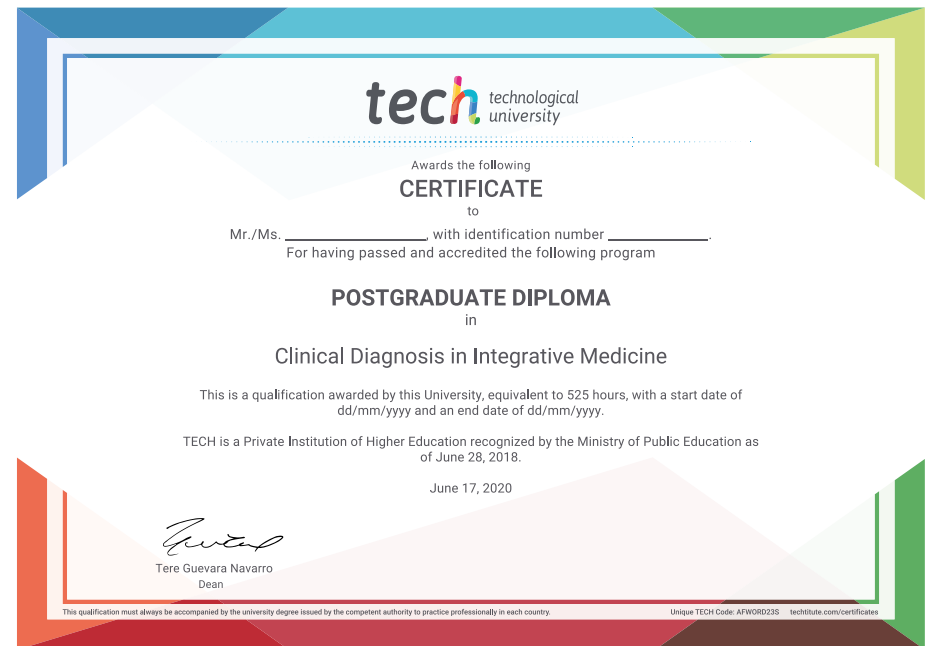 tech technological
university
Awards the following
CERTIFICATE
to
Mr./Ms. ____________________, with identification number ______________.
For having passed and accredited the following program
POSTGRADUATE DIPLOMA
in
Clinical Diagnosis in Integrative Medicine
This is a qualification awarded by this University, equivalent to 525 hours, with a start date of
dd/mm/yyyy and an end date of dd/mm/yyyy.
TECH is a Private Institution of Higher Education recognized by the Ministry of Public Education as
of June 28, 2018.
June 17, 2020
Tere Guevara Navarro
Dean
This qualification must always be accompanied by the university degree issued by the competent authority to practice professionally in each country.
Unique TECH Code: AFWORD23S techtitute.com/certificates